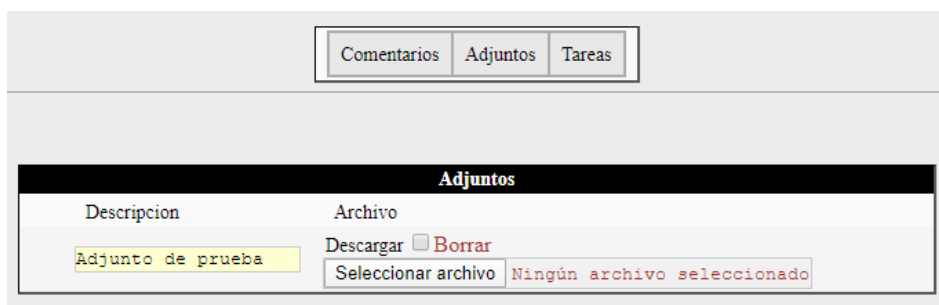 Comentarios Adjuntos Tareas
Adjuntos
Descripcion Archivo
Descargar Borrar
Adjunto de prueba
Seleccionar archivo Ningún archivo seleccionado